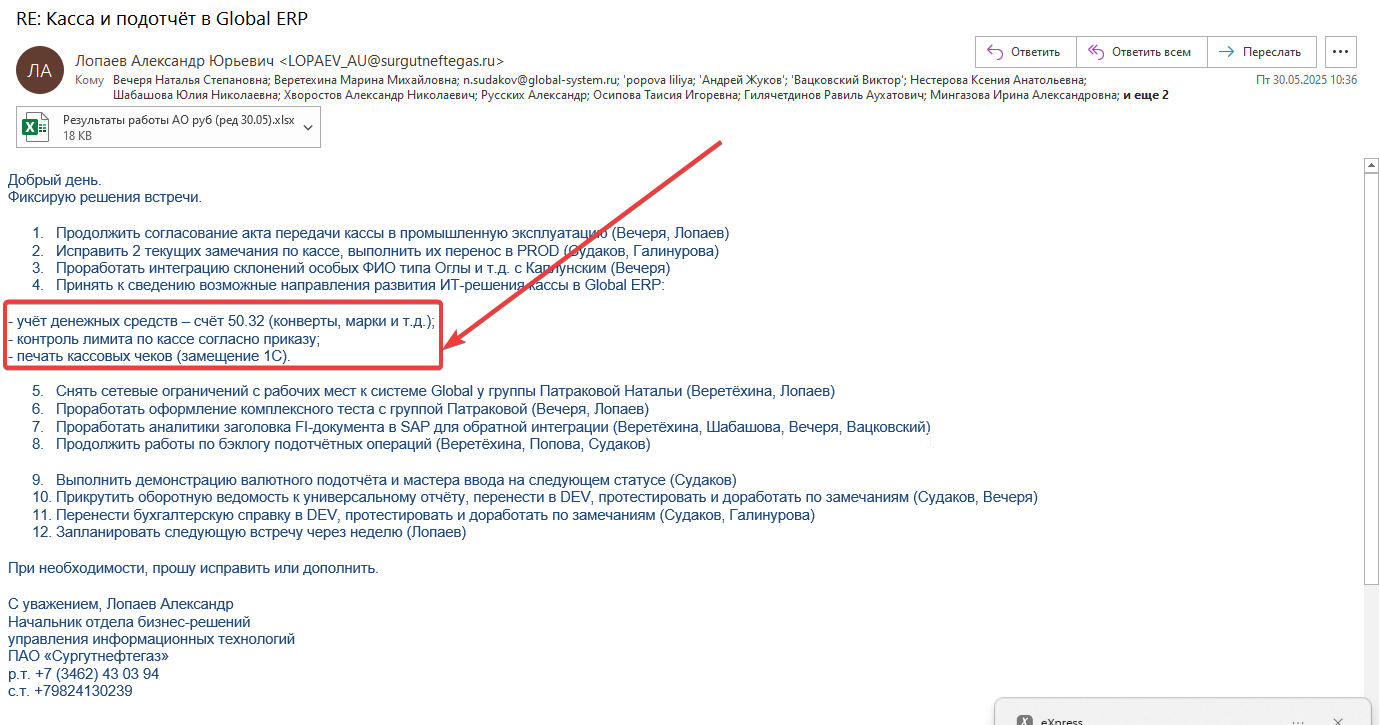 RE: Касса и подотчёт в Global ERP
ЛА
Лопаев Александр Юрьевич <LOPAEV_AU@surgutneftegas.ru>
Ответить
Ответить всем
Переслать
Кому Вечеря Наталья Степановна; Веретехина Марина Михайловна; n.sudakov@global-system.ru; 'popova liliya; 'Андрей Жуков'; 'Вацковский Виктор'; Нестерова Ксения Анатольевна;
Шабашова Юлия Николаевна; Хворостов Александр Николаевич; Русских Александр; Осипова Таисия Игоревна; Гилячетдинов Равиль Аухатович; Мингазова Ирина Александровна; и еще 2
Пт 30.05.2025 10:36
Результаты работы АО руб (ред 30.05).xlsx
18 КВ
Добрый день.
Фиксирую решения встречи.
1. Продолжить согласование акта передачи кассы в промышленную эксплуатацию (Вечеря, Лопаев)
2. Исправить 2 текущих замечания по кассе, выполнить их перенос в PROD (Судаков, Галинурова)
3. Проработать интеграцию склонений особых ФИО типа Оглы и т.д. с Каплунским (Вечеря)
4. Принять к сведению возможные направления развития ИТ-решения кассы в Global ERP:
- учёт денежных средств – счёт 50.32 (конверты, марки и т.д.);
- контроль лимита по кассе согласно приказу;
- печать кассовых чеков (замещение 1С).
5. Снять сетевые ограничений с рабочих мест к системе Global у группы Патраковой Натальи (Веретёхина, Лопаев)
6. Проработать оформление комплексного теста с группой Патраковой (Вечеря, Лопаев)
7. Проработать аналитики заголовка FI-документа в SAP для обратной интеграции (Веретёхина, Шабашова, Вечеря, Вацковский)
8. Продолжить работы по бэклогу подотчётных операций (Веретёхина, Попова, Судаков)
9. Выполнить демонстрацию валютного подотчёта и мастера ввода на следующем статусе (Судаков)
10. Прикрутить оборотную ведомость к универсальному отчёту, перенести в DEV, протестировать и доработать по замечаниям (Судаков, Вечеря)
11. Перенести бухгалтерскую справку в DEV, протестировать и доработать по замечаниям (Судаков, Галинурова)
12. Запланировать следующую встречу через неделю (Лопаев)
При необходимости, прошу исправить или дополнить.
С уважением, Лопаев Александр
Начальник отдела бизнес-решений
управления информационных технологий
ПАО «Сургутнефтегаз»
р.т. +7 (3462) 43 03 94
с.т. +79824130239
eXpress